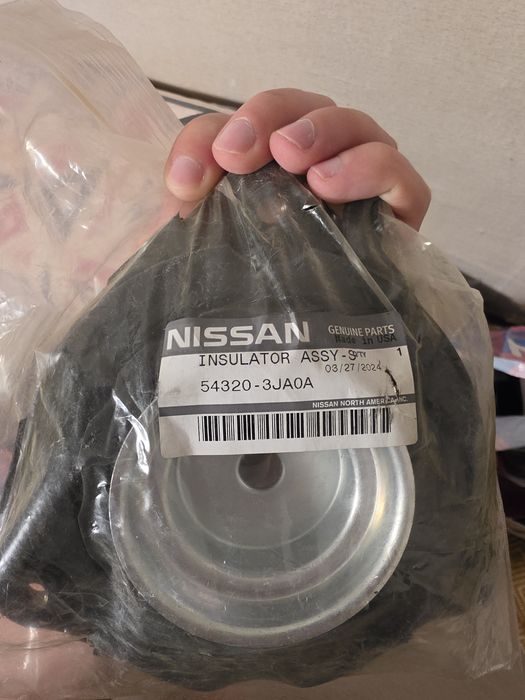 NISSAN GENUINE PARTS
Made in USA
INSULATOR ASSY-S QTY 1
03/27/2024
54320-3JA0A
NISSAN NORTH AMERICA, INC.